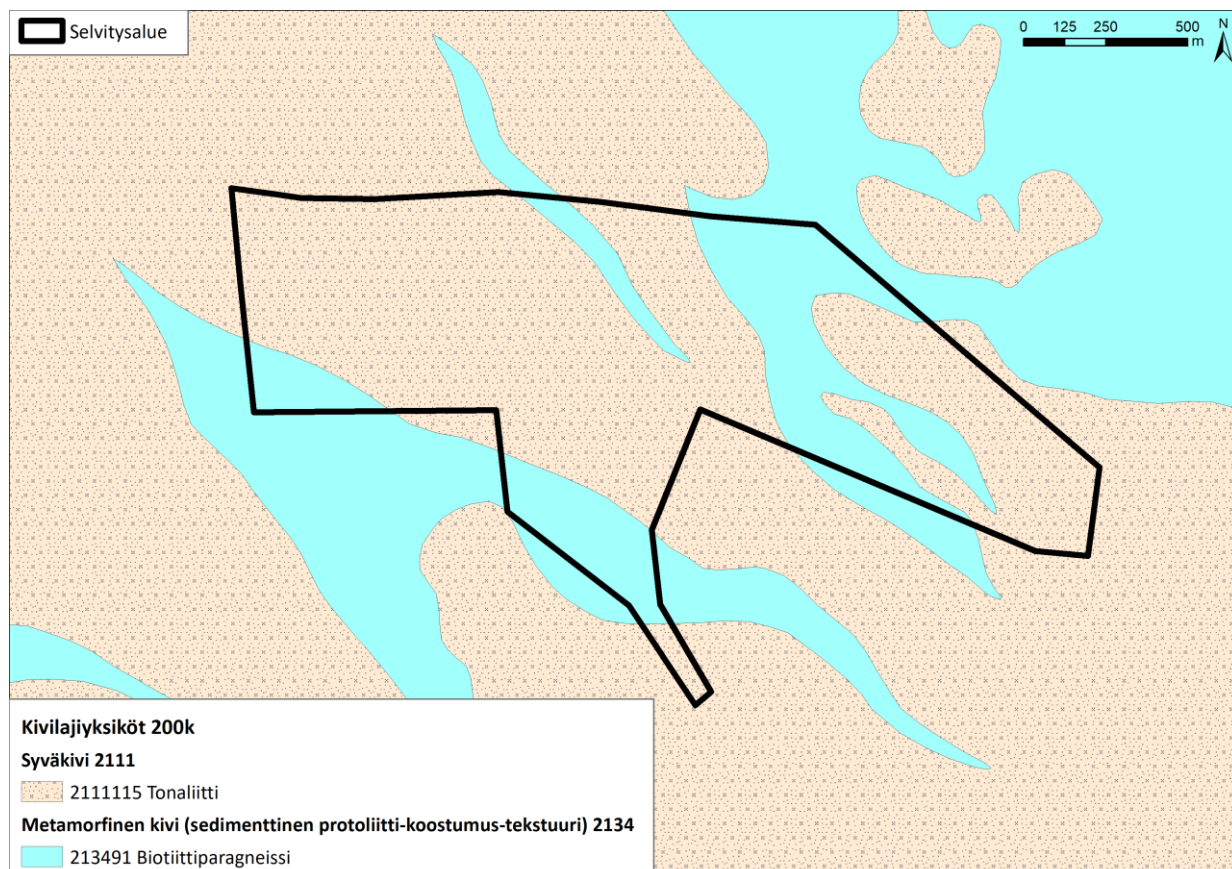 Selvitysalue
0 125 250 500
m
N
Kivilajiyksiköt 200k
Syväkivi 2111
2111115 Tonaliitti
Metamorfinen kivi (sedimenttinen protoliitti-koostumus-tekstuuri) 2134
213491 Biotiittiparagneissi